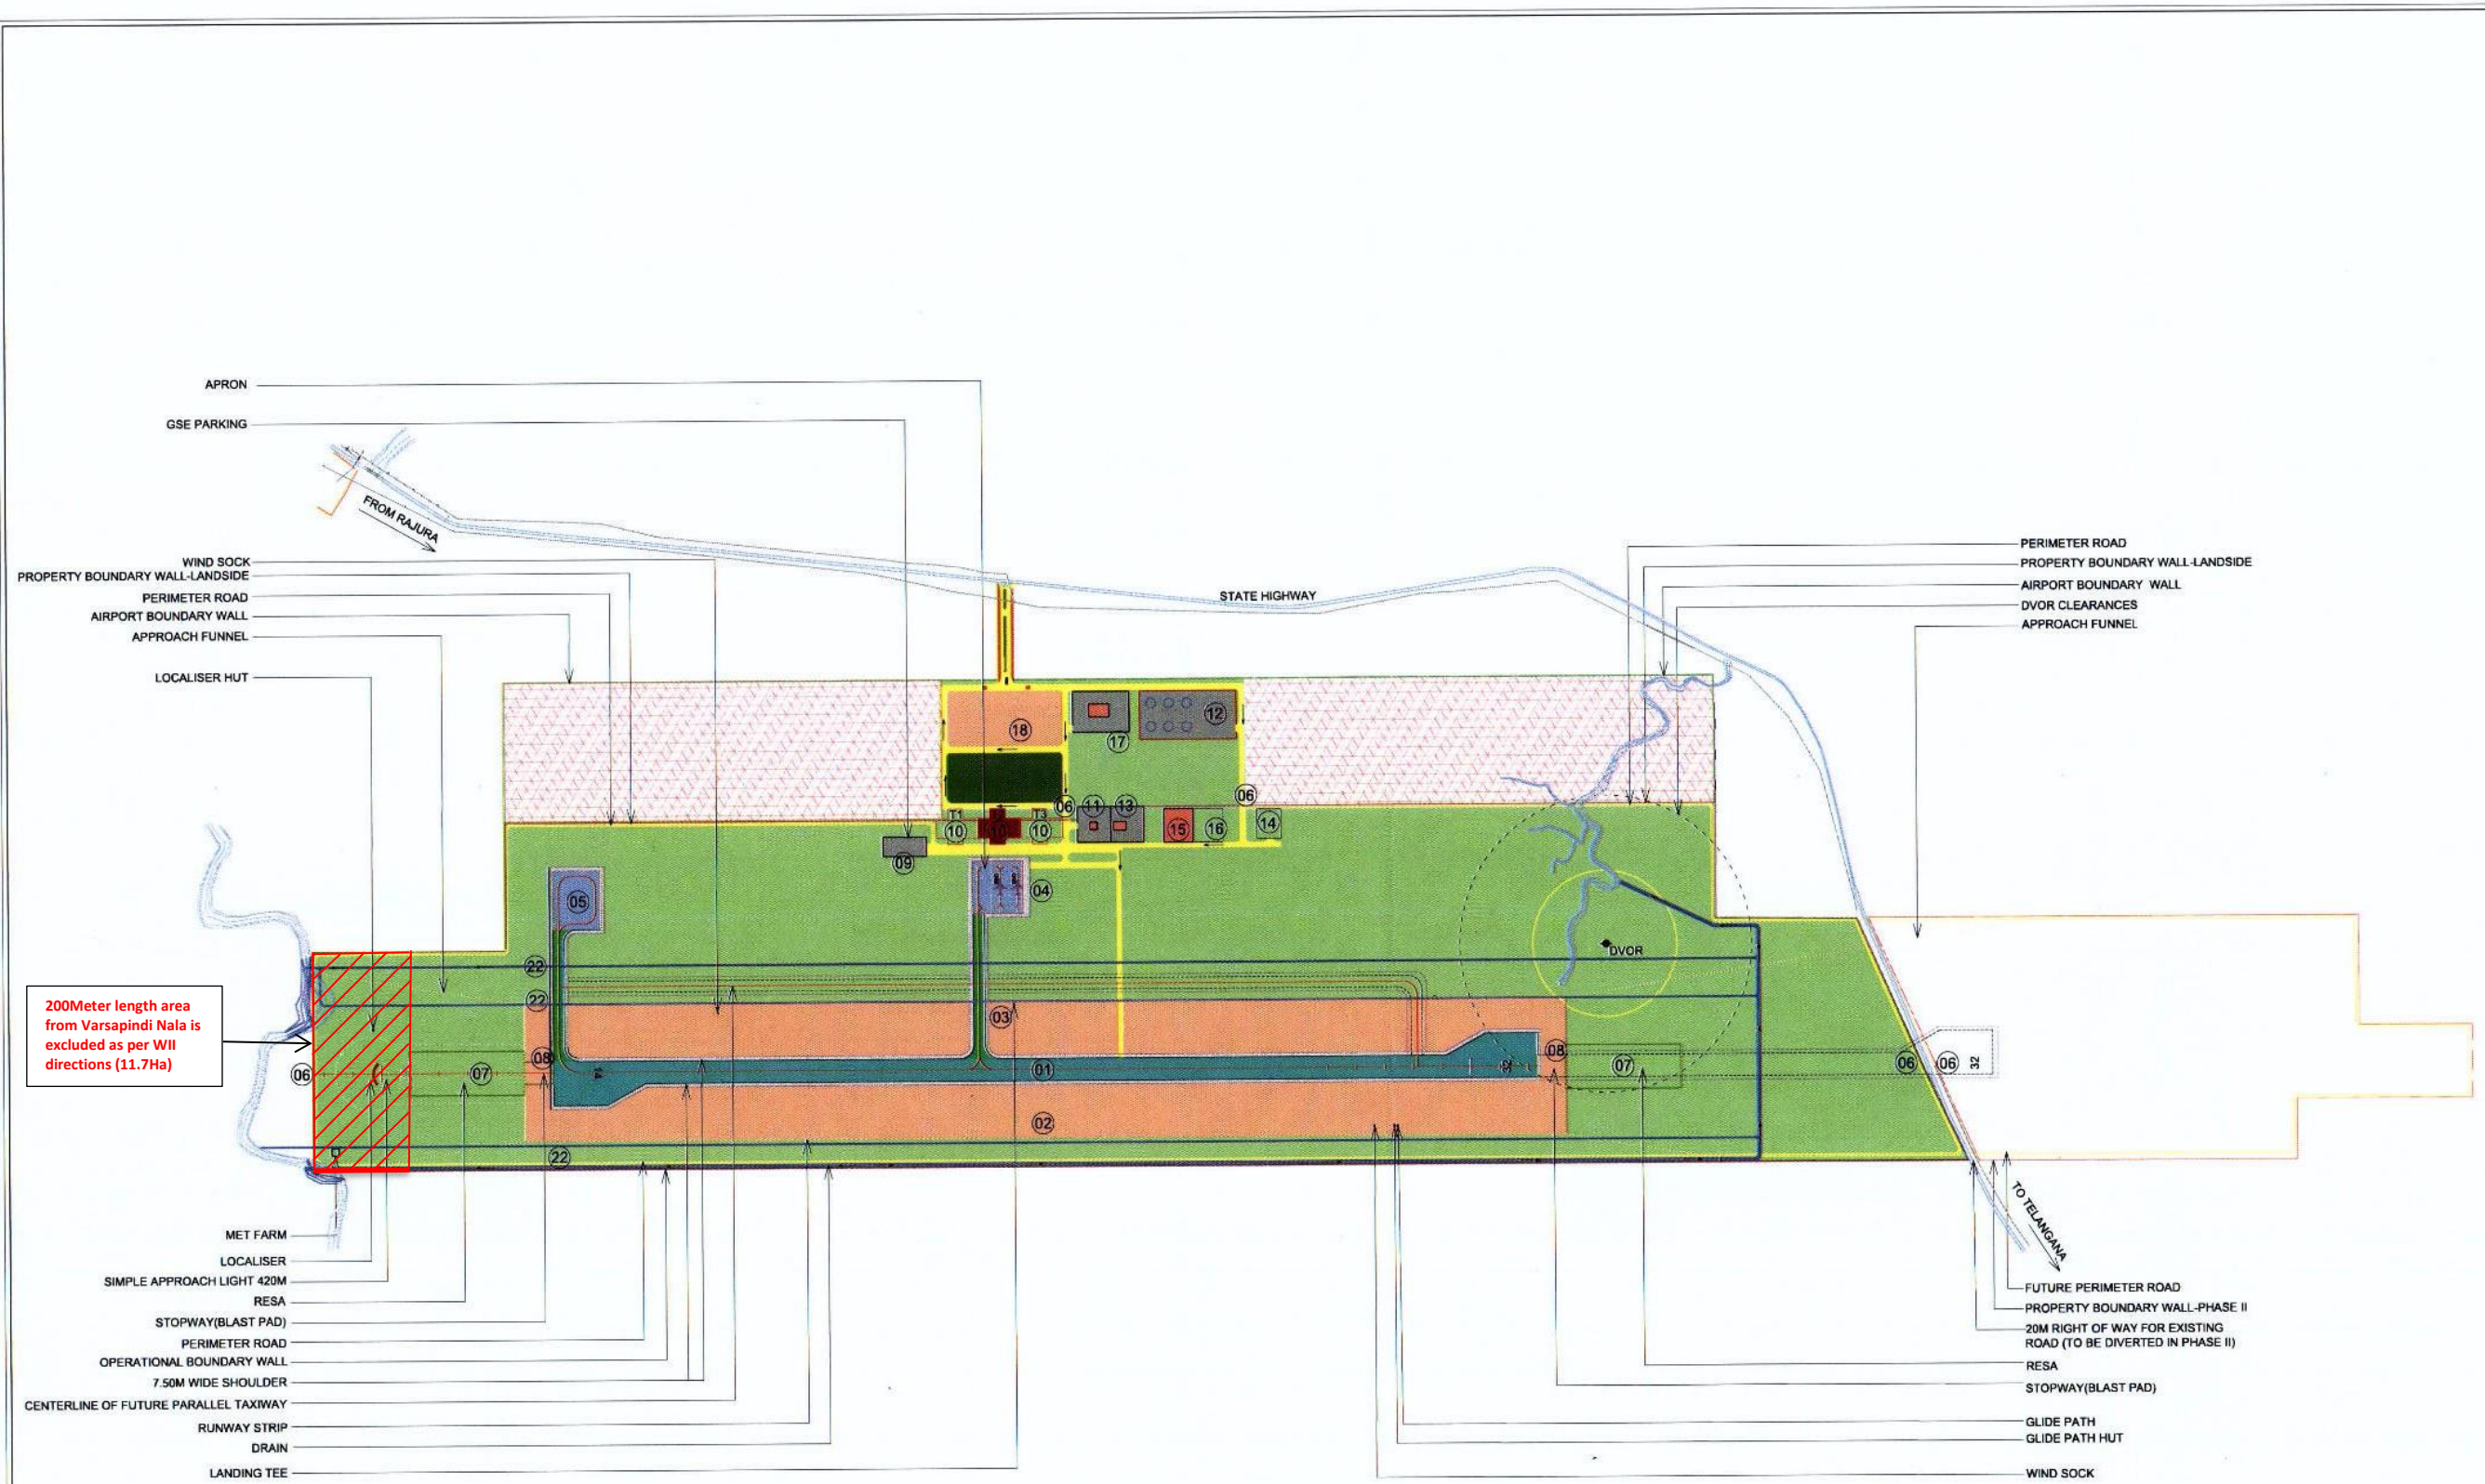 APRON
GSE PARKING
FROM RAJURA
WIND SOCK
PROPERTY BOUNDARY WALL-LANDSIDE
PERIMETER ROAD
AIRPORT BOUNDARY WALL
APPROACH FUNNEL
LOCALISER HUT
STATE HIGHWAY
PERIMETER ROAD
PROPERTY BOUNDARY WALL-LANDSIDE
AIRPORT BOUNDARY WALL
DVOR CLEARANCES
APPROACH FUNNEL
18
17
12
T1
T3
06
11
13
06
10
10
10
15
16
14
09
05
04
DVOR
22
22
03
200Meter length area
from Varsapindi Nala is
excluded as per WII
directions (11.7Ha)
06
07
08
14
01
32
08
07
06
06
32
02
22
TO TELANGANA
MET FARM
LOCALISER
SIMPLE APPROACH LIGHT 420M
RESA
STOPWAY(BLAST PAD)
PERIMETER ROAD
OPERATIONAL BOUNDARY WALL
7.50M WIDE SHOULDER
CENTERLINE OF FUTURE PARALLEL TAXIWAY
RUNWAY STRIP
DRAIN
LANDING TEE
FUTURE PERIMETER ROAD
PROPERTY BOUNDARY WALL-PHASE II
20M RIGHT OF WAY FOR EXISTING
ROAD (TO BE DIVERTED IN PHASE II)
RESA
STOPWAY(BLAST PAD)
GLIDE PATH
GLIDE PATH HUT
WIND SOCK